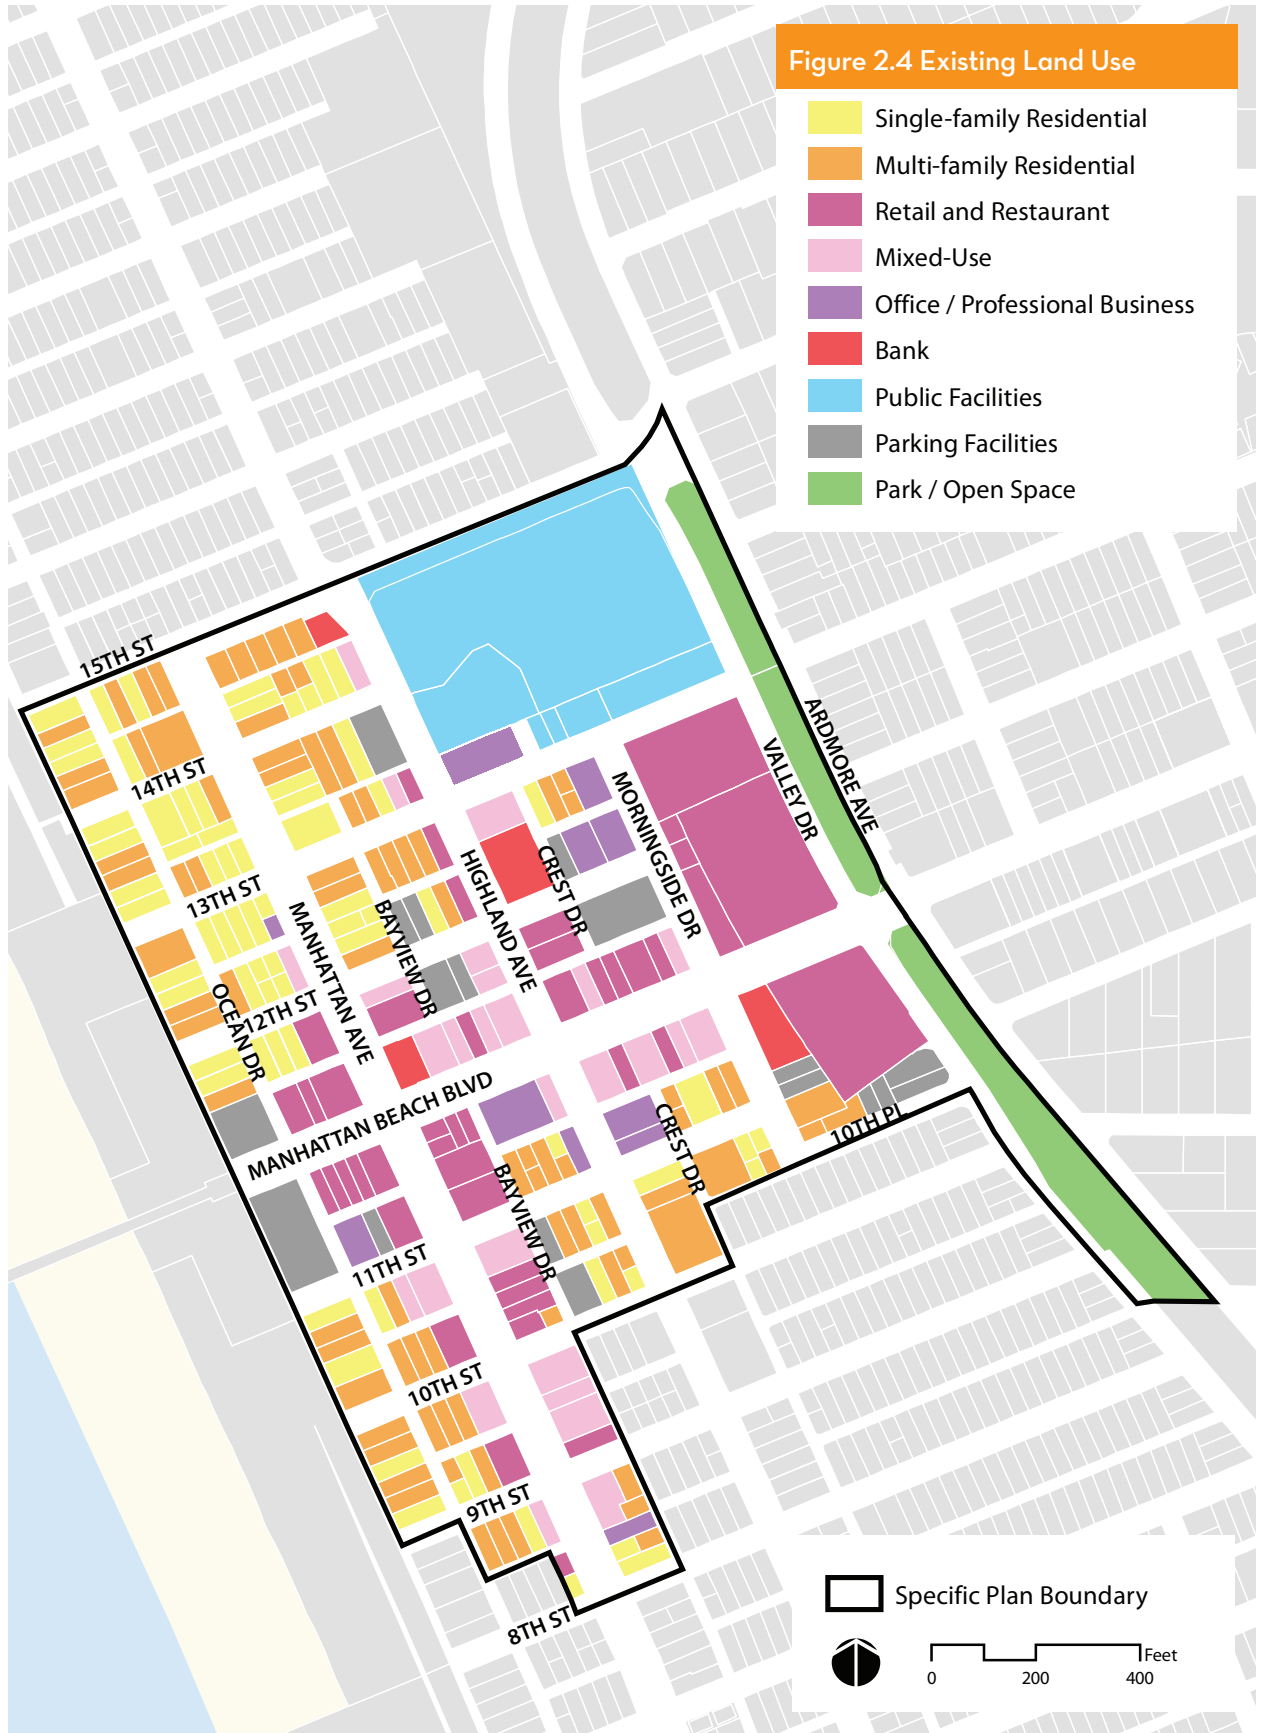 Figure 2.4 Existing Land Use
Single-family Residential
Multi-family Residential
Retail and Restaurant
Mixed-Use
Office / Professional Business
Bank
Public Facilities
Parking Facilities
Park / Open Space
15TH ST
14TH ST
13TH ST
12TH ST
OCEAN DR
MANHATTAN AVE
BAYVIEW DR
HIGHLAND AVE
CREST DR
MORNINGSIDE DR
VALLEY DR
ARDMORE AVE
MANHATTAN BEACH BLVD
10TH PL
CREST DR
BAYVIEW DR
11TH ST
10TH ST
9TH ST
8TH ST
Specific Plan Boundary
Feet
0 200 400